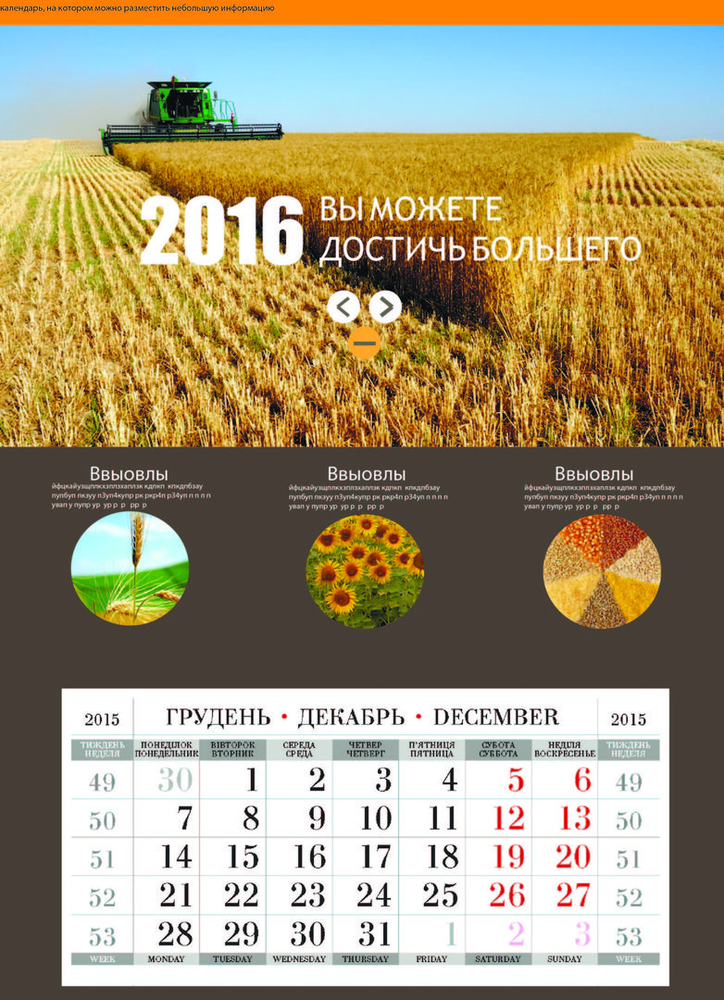 календарь, на котором можно разместить небольшую информацию
2016 ВЫ МОЖЕТЕ
ДОСТИЧЬ БОЛЬШЕГО
Ввыовлы Ввыовлы Ввыовлы
йфцкайузщплкхзплзхаплзк кдпкп кпкдпбзау
пупбуп пкзуу п3уп4купр рк ркр4п р34уп п п п п
увап у пупр ур ур р р рр р
йфцкайузщплкхзплзхаплзк кдпкп кпкдпбзау
пупбуп пкзуу п3уп4купр рк ркр4п р34уп п п п п
увап у пупр ур ур р р рр р
йфцкайузщплкхзплзхаплзк кдпкп кпкдпбзау
пупбуп пкзуу п3уп4купр рк ркр4п р34уп п п п п
увап у пупр ур ур р р рр р
2015 ГРУДЕНЬ • ДЕКАБРЬ • DECEMBER 2015
ТИЖДЕНЬ ПОНЕДІЛОК ВІВТОРОК СЕРЕДА ЧЕТВЕР П'ЯТНИЦЯ СУБОТА НЕДІЛЯ ТИЖДЕНЬ
НЕДЕЛЯ ПОНЕДЕЛЬНИК ВТОРНИК СРЕДА ЧЕТВЕРГ ПЯТНИЦА СУББОТА ВОСКРЕСЕНЬЕ НЕДЕЛЯ
49 30 1 2 3 4 5 6 49
50 7 8 9 10 11 12 13 50
51 14 15 16 17 18 19 20 51
52 21 22 23 24 25 26 27 52
53 28 29 30 31 1 2 3 53
WEEK MONDAY TUESDAY WEDNESDAY THURSDAY FRIDAY SATURDAY SUNDAY WEEK